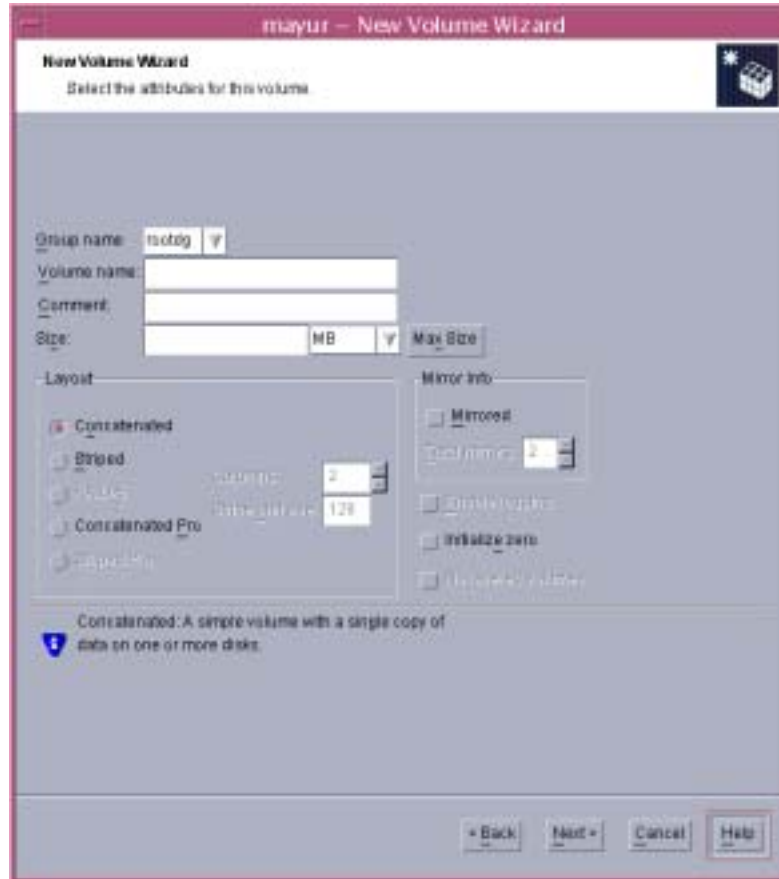 mayur – New Volume Wizard
New Volume Wizard
Select the attributes for this volume.
Group name: rootdg
Volume name:
Comment:
Size: MB Max Size
Layout
Concatenated
Striped
2
128
Concatenated Pro
Mirror Info
Mirrored
2
Initialize zero
Concatenated: A simple volume with a single copy of
data on one or more disks.
Back Next Cancel Help